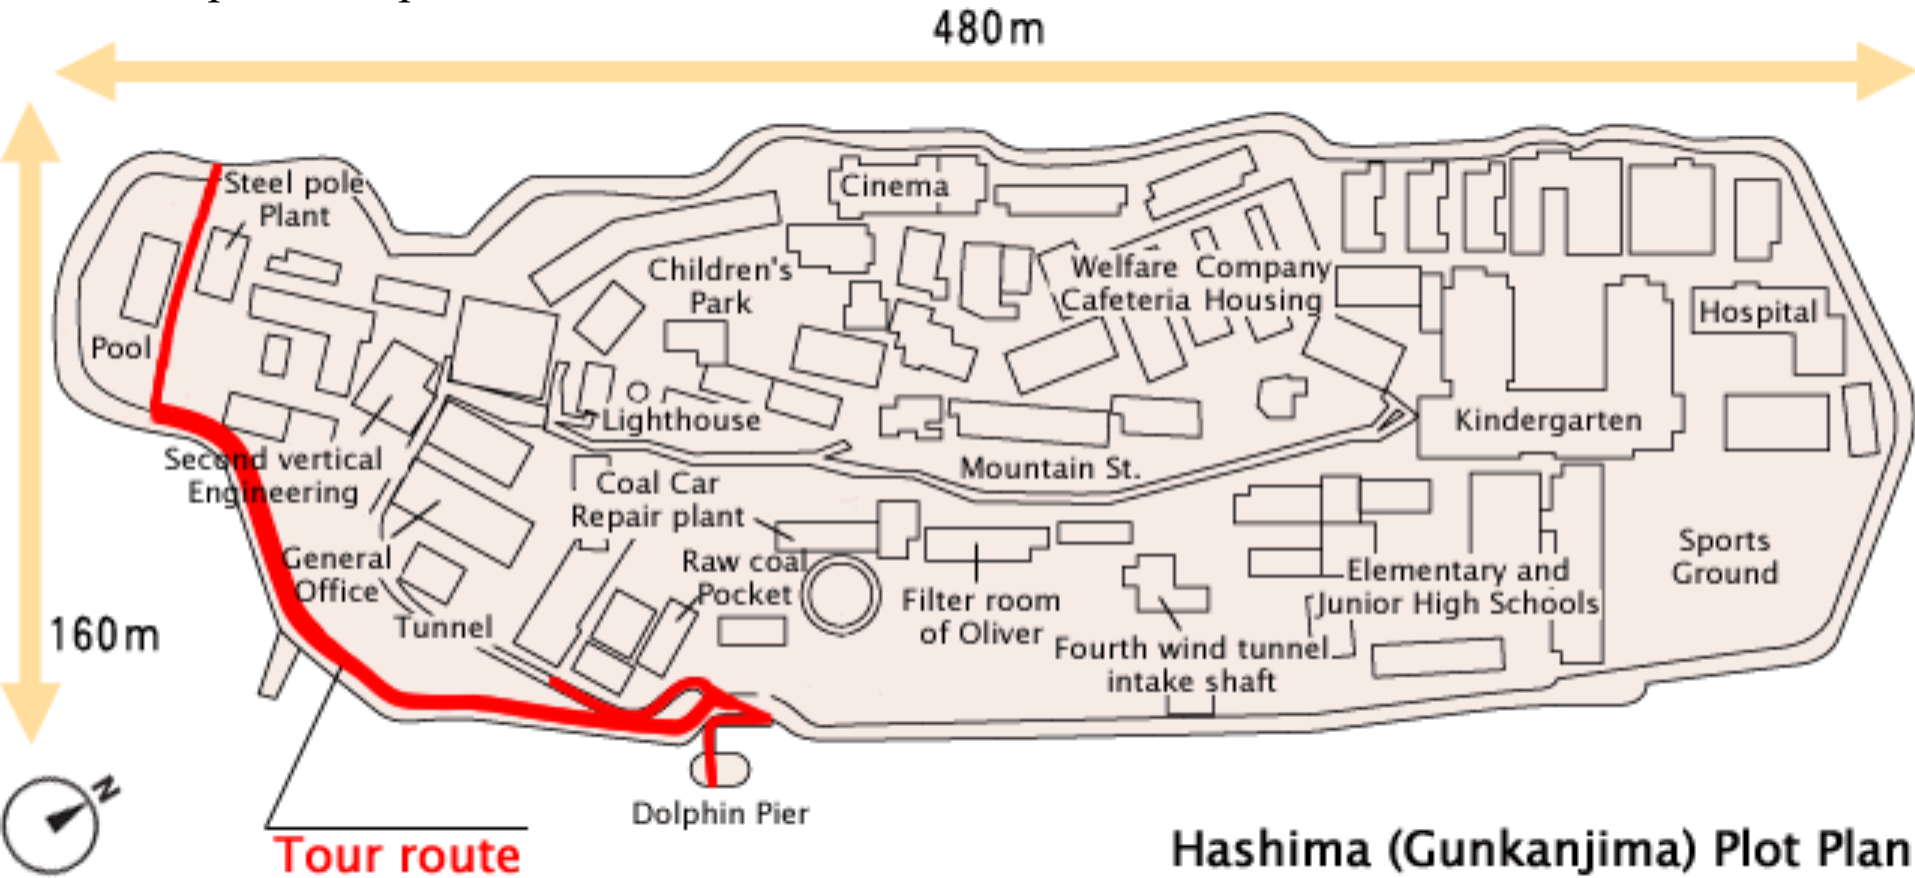 480m
Steel pole
Plant
Cinema
Children's
Park
Welfare
Cafeteria
Company
Housing
Hospital
Pool
Lighthouse
Kindergarten
Second vertical
Engineering
Mountain St.
Coal Car
Repair plant
General
Office
Raw coal
Pocket
Filter room
of Oliver
Elementary and
Junior High Schools
Sports
Ground
160m
Tunnel
Fourth wind tunnel
intake shaft
N
Dolphin Pier
Tour route
Hashima (Gunkanjima) Plot Plan